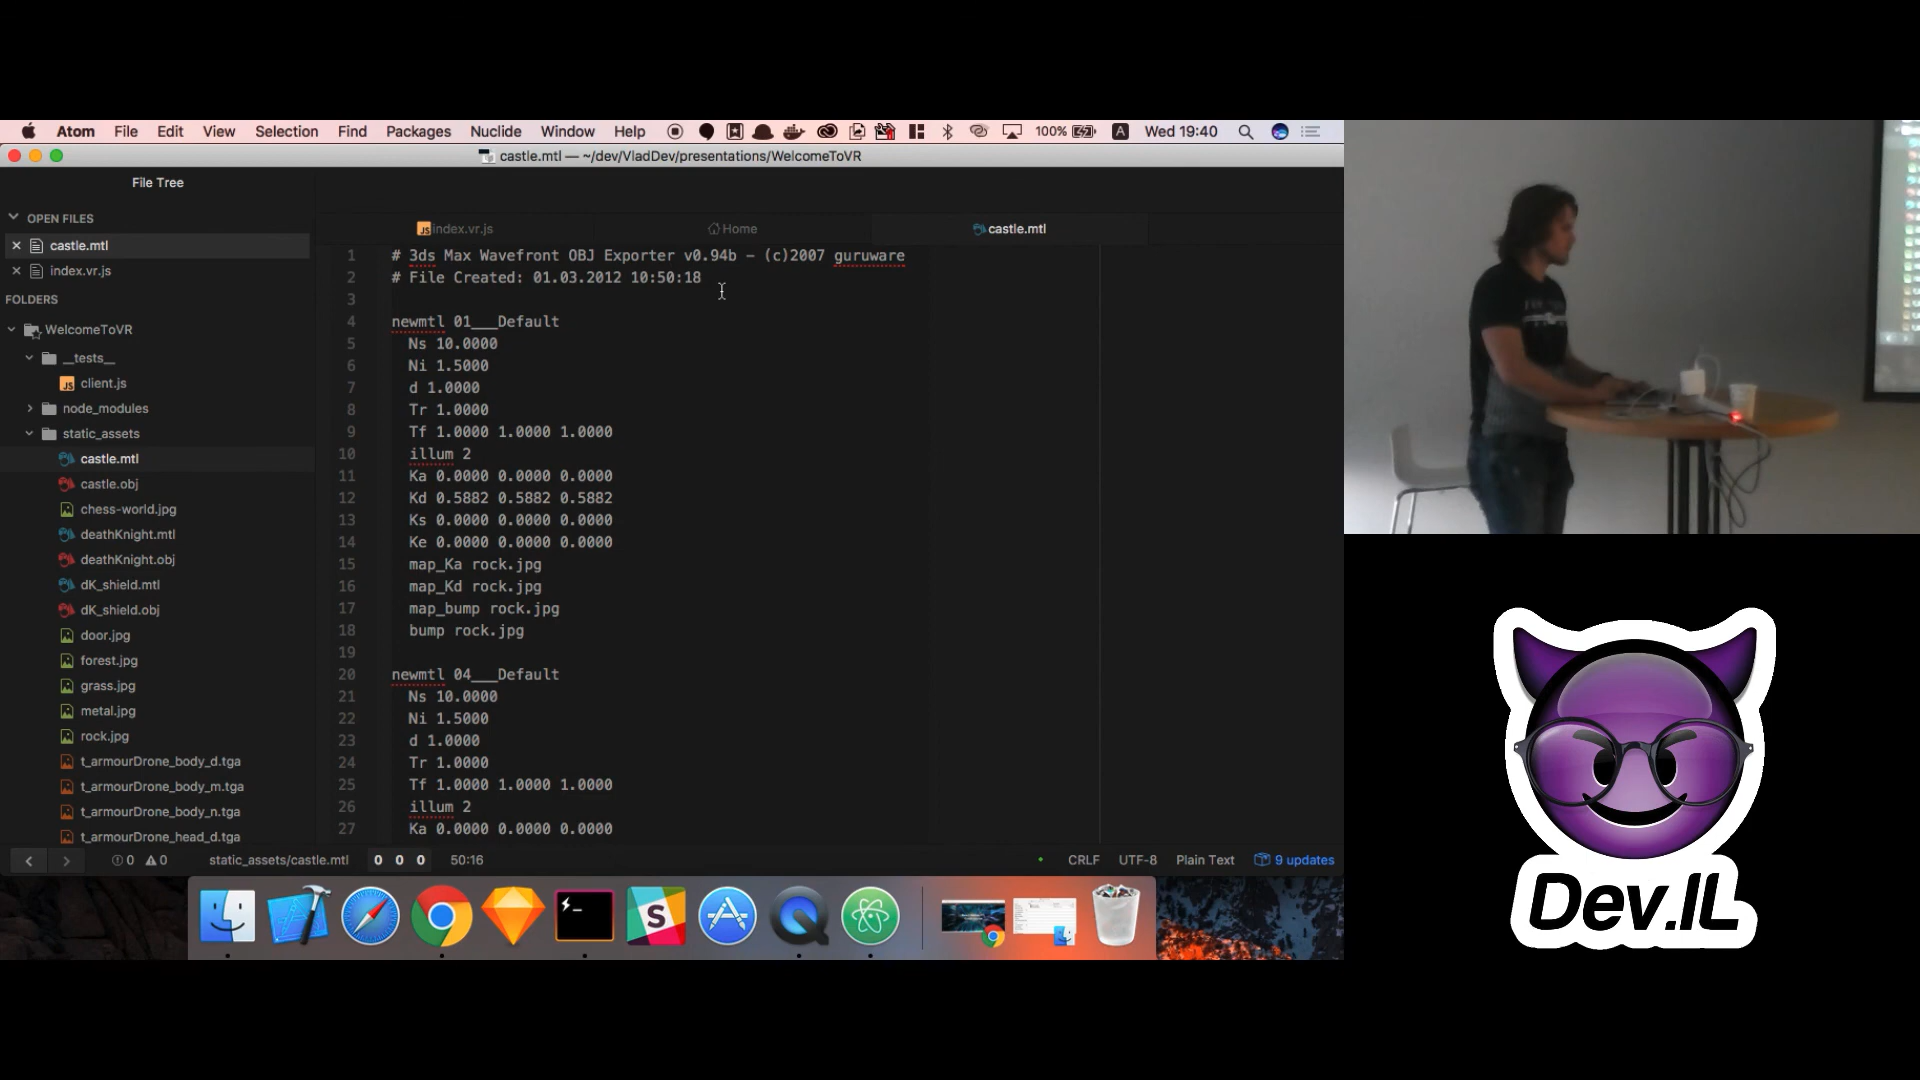 Atom File Edit View Selection Find Packages Nuclide Window Help 100% A Wed 19:40
castle.mtl — ~/dev/VladDev/presentations/WelcomeToVR
File Tree
OPEN FILES
castle.mtl
index.vr.js
FOLDERS
WelcomeToVR
__tests__
JS client.js
node_modules
static_assets
castle.mtl
castle.obj
chess-world.jpg
deathKnight.mtl
deathKnight.obj
dK_shield.mtl
dK_shield.obj
door.jpg
forest.jpg
grass.jpg
metal.jpg
rock.jpg
t_armourDrone_body_d.tga
t_armourDrone_body_m.tga
t_armourDrone_body_n.tga
t_armourDrone_head_d.tga
JS index.vr.js Home castle.mtl
1 # 3ds Max Wavefront OBJ Exporter v0.94b - (c)2007 guruware
2 # File Created: 01.03.2012 10:50:18
3
4 newmtl 01___Default
5 Ns 10.0000
6 Ni 1.5000
7 d 1.0000
8 Tr 1.0000
9 Tf 1.0000 1.0000 1.0000
10 illum 2
11 Ka 0.0000 0.0000 0.0000
12 Kd 0.5882 0.5882 0.5882
13 Ks 0.0000 0.0000 0.0000
14 Ke 0.0000 0.0000 0.0000
15 map_Ka rock.jpg
16 map_Kd rock.jpg
17 map_bump rock.jpg
18 bump rock.jpg
19
20 newmtl 04___Default
21 Ns 10.0000
22 Ni 1.5000
23 d 1.0000
24 Tr 1.0000
25 Tf 1.0000 1.0000 1.0000
26 illum 2
27 Ka 0.0000 0.0000 0.0000
0 0 static_assets/castle.mtl 0 0 0 50:16 CRLF UTF-8 Plain Text 9 updates
S
Dev.IL